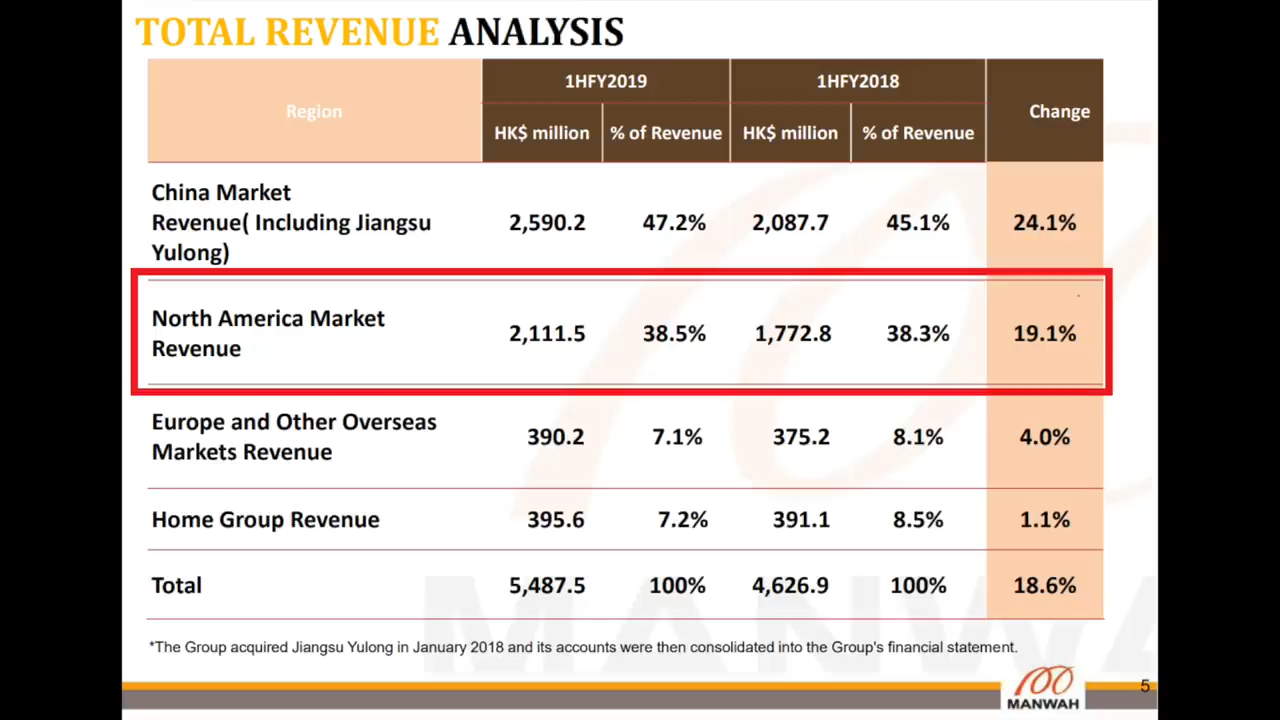 TOTAL REVENUE ANALYSIS
Region
1HFY2019
1HFY2018
Change
HK$ million
% of Revenue
HK$ million
% of Revenue
China Market
Revenue( Including Jiangsu
Yulong)
2,590.2 47.2% 2,087.7 45.1% 24.1%
North America Market
Revenue
2,111.5 38.5% 1,772.8 38.3% 19.1%
Europe and Other Overseas
Markets Revenue
390.2 7.1% 375.2 8.1% 4.0%
Home Group Revenue 395.6 7.2% 391.1 8.5% 1.1%
Total 5,487.5 100% 4,626.9 100% 18.6%
*The Group acquired Jiangsu Yulong in January 2018 and its accounts were then consolidated into the Group's financial statement.
MANWAH
5